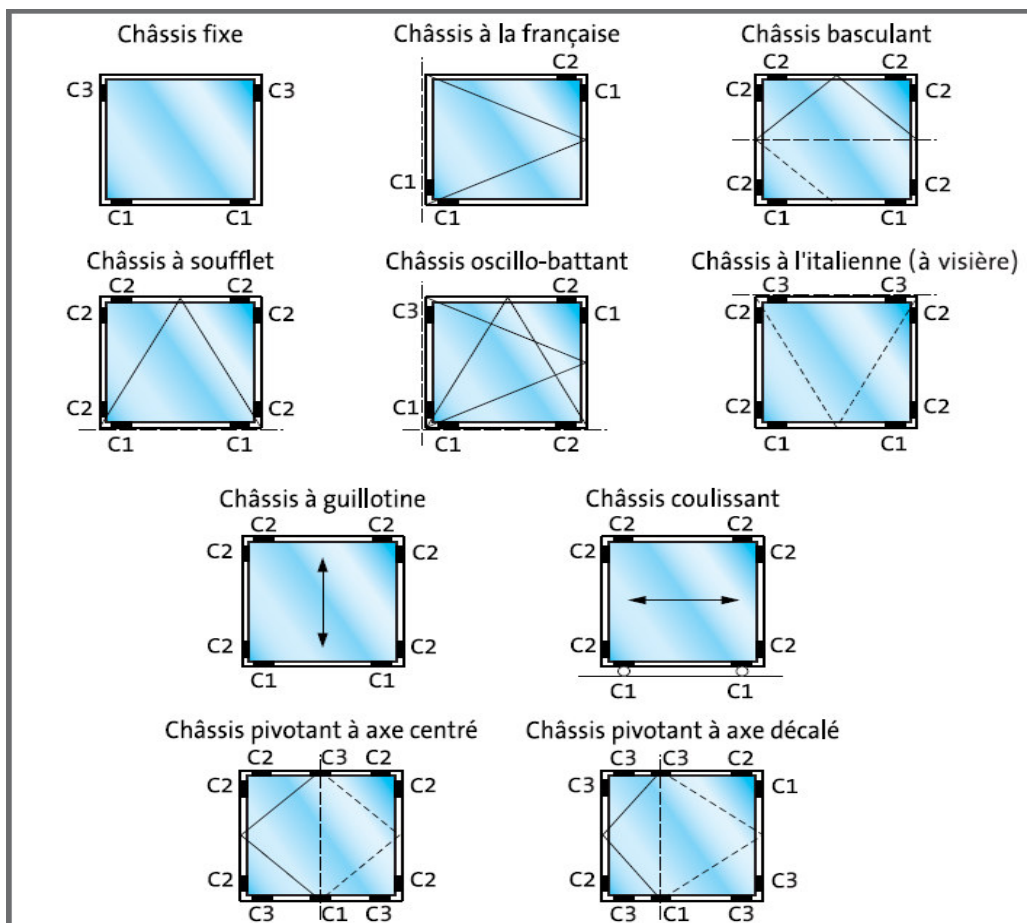 Châssis fixe
Châssis à la française
Châssis basculant
C3 C3
C1 C1
C2
C1
C1
C1
C2 C2
C2 C2
C2 C2
C1 C1
Châssis à soufflet
Châssis oscillo-battant
Châssis à l'italienne (à visière)
C2 C2
C2 C2
C2 C2
C1 C1
C3 C1
C1
C1 C2
C3 C3
C2 C2
C2 C2
C1 C1
Châssis à guillotine
Châssis coulissant
C2 C2
C2 C2
C2 C2
C1 C1
C2 C2
C2 C2
C2 C2
C1 C1
Châssis pivotant à axe centré
Châssis pivotant à axe décalé
C2 C3 C2
C2 C2
C2 C2
C3 C1 C3
C3 C3 C2
C3 C1
C3
C3 C1 C3